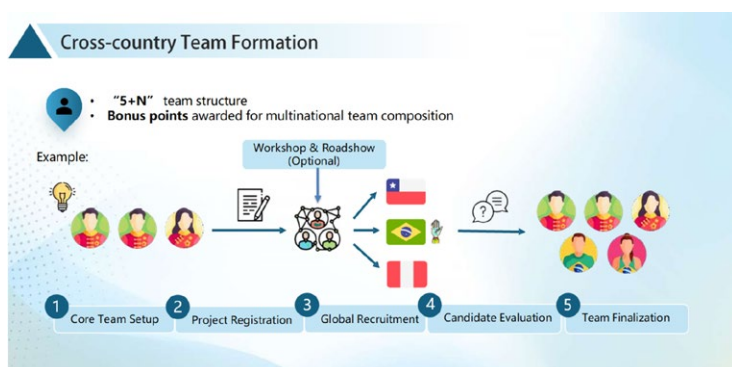 Cross-country Team Formation
• “5+N” team structure
• Bonus points awarded for multinational team composition
Example:
Workshop & Roadshow
(Optional)
?
1
Core Team Setup
2
Project Registration
3
Global Recruitment
4
Candidate Evaluation
5
Team Finalization